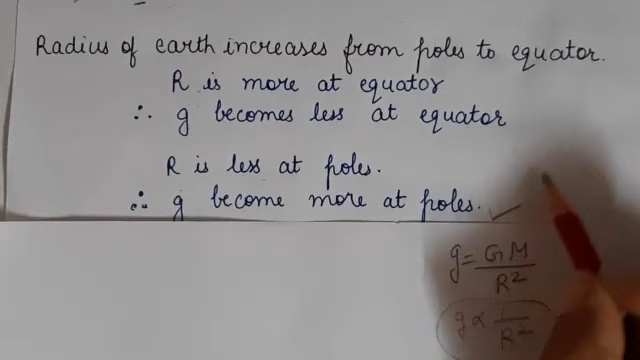 Radius of earth increases from poles to equator.
R is more at equator
∴ g becomes less at equator
R is less at poles.
∴ g become more at poles. ✓
g = GM/R²
g ∝ 1/R²